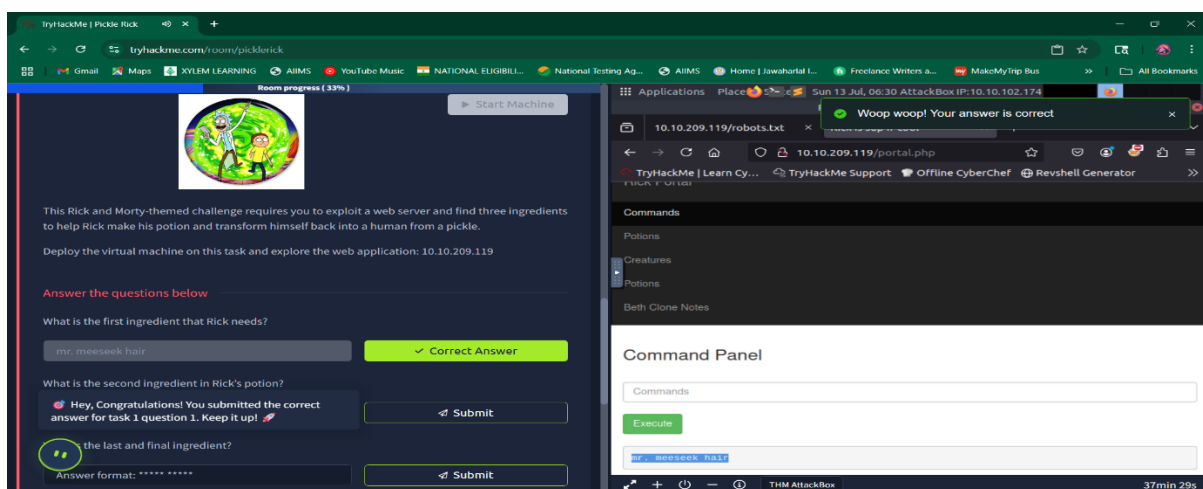 TryHackMe | Pickle Rick
tryhackme.com/room/picklerick
Gmail
Maps
XYLEM LEARNING
AIIMS
YouTube Music
NATIONAL ELIGIBILI...
National Testing Ag...
AIIMS
Home | Jawaharlal I...
Freelance Writers a...
MakeMyTrip Bus
»
All Bookmarks
Room progress ( 33% )
Start Machine
This Rick and Morty-themed challenge requires you to exploit a web server and find three ingredients
to help Rick make his potion and transform himself back into a human from a pickle.
Deploy the virtual machine on this task and explore the web application: 10.10.209.119
Answer the questions below
What is the first ingredient that Rick needs?
mr. meeseek hair
Correct Answer
What is the second ingredient in Rick's potion?
Hey, Congratulations! You submitted the correct
answer for task 1 question 1. Keep it up!
Submit
the last and final ingredient?
Answer format: ***** *****
Submit
Applications
Place
Sun 13 Jul, 06:30 AttackBox IP:10.10.102.174
Woop woop! Your answer is correct
10.10.209.119/robots.txt
10.10.209.119/portal.php
TryHackMe | Learn Cy...
TryHackMe Support
Offline CyberChef
Revshell Generator
»
Rick Portal
Commands
Potions
Creatures
Potions
Beth Clone Notes
Command Panel
Commands
Execute
mr. meeseek hair
THM AttackBox
37min 29s